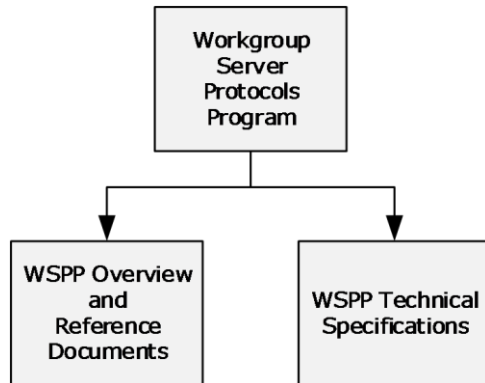 Workgroup
Server
Protocols
Program
WSPP Overview
and
Reference
Documents
WSPP Technical
Specifications